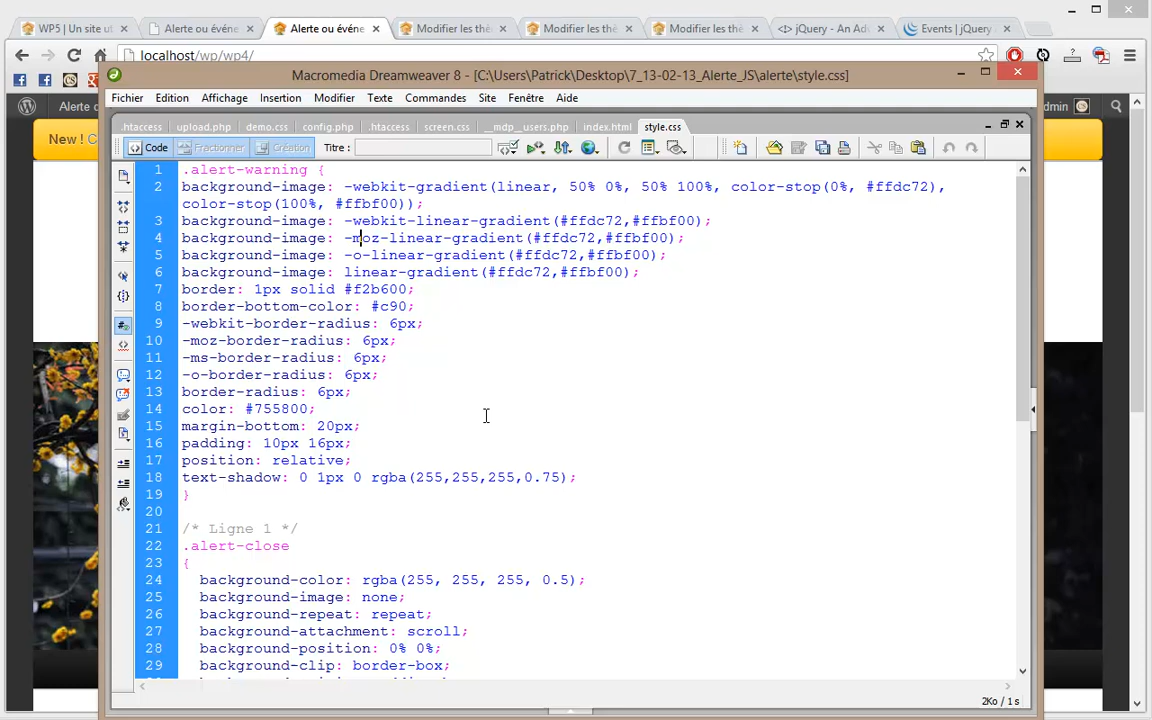 WP5 | Un site ul
Alerte ou événe
Alerte ou événe
Modifier les thè
Modifier les thè
Modifier les thè
</> jQuery - An Ad
Events | jQuery
localhost/wp/wp4/
Macromedia Dreamweaver 8 - [C:\Users\Patrick\Desktop\7_13-02-13_Alerte_JS\alerte\style.css]
Alerte o
dmin
New ! C
Fichier Edition Affichage Insertion Modifier Texte Commandes Site Fenêtre Aide
.htaccess upload.php demo.css config.php .htaccess screen.css __mdp__users.php index.html style.css
Code Fractionner Création Titre :
1 .alert-warning {
2 background-image: -webkit-gradient(linear, 50% 0%, 50% 100%, color-stop(0%, #ffdc72),
color-stop(100%, #ffbf00));
3 background-image: -webkit-linear-gradient(#ffdc72,#ffbf00);
4 background-image: -moz-linear-gradient(#ffdc72,#ffbf00);
5 background-image: -o-linear-gradient(#ffdc72,#ffbf00);
6 background-image: linear-gradient(#ffdc72,#ffbf00);
7 border: 1px solid #f2b600;
8 border-bottom-color: #c90;
9 -webkit-border-radius: 6px;
10 -moz-border-radius: 6px;
11 -ms-border-radius: 6px;
12 -o-border-radius: 6px;
13 border-radius: 6px;
14 color: #755800;
15 margin-bottom: 20px;
16 padding: 10px 16px;
17 position: relative;
18 text-shadow: 0 1px 0 rgba(255,255,255,0.75);
19 }
20
21 /* Ligne 1 */
22 .alert-close
23 {
24 background-color: rgba(255, 255, 255, 0.5);
25 background-image: none;
26 background-repeat: repeat;
27 background-attachment: scroll;
28 background-position: 0% 0%;
29 background-clip: border-box;
2Ko / 1 s